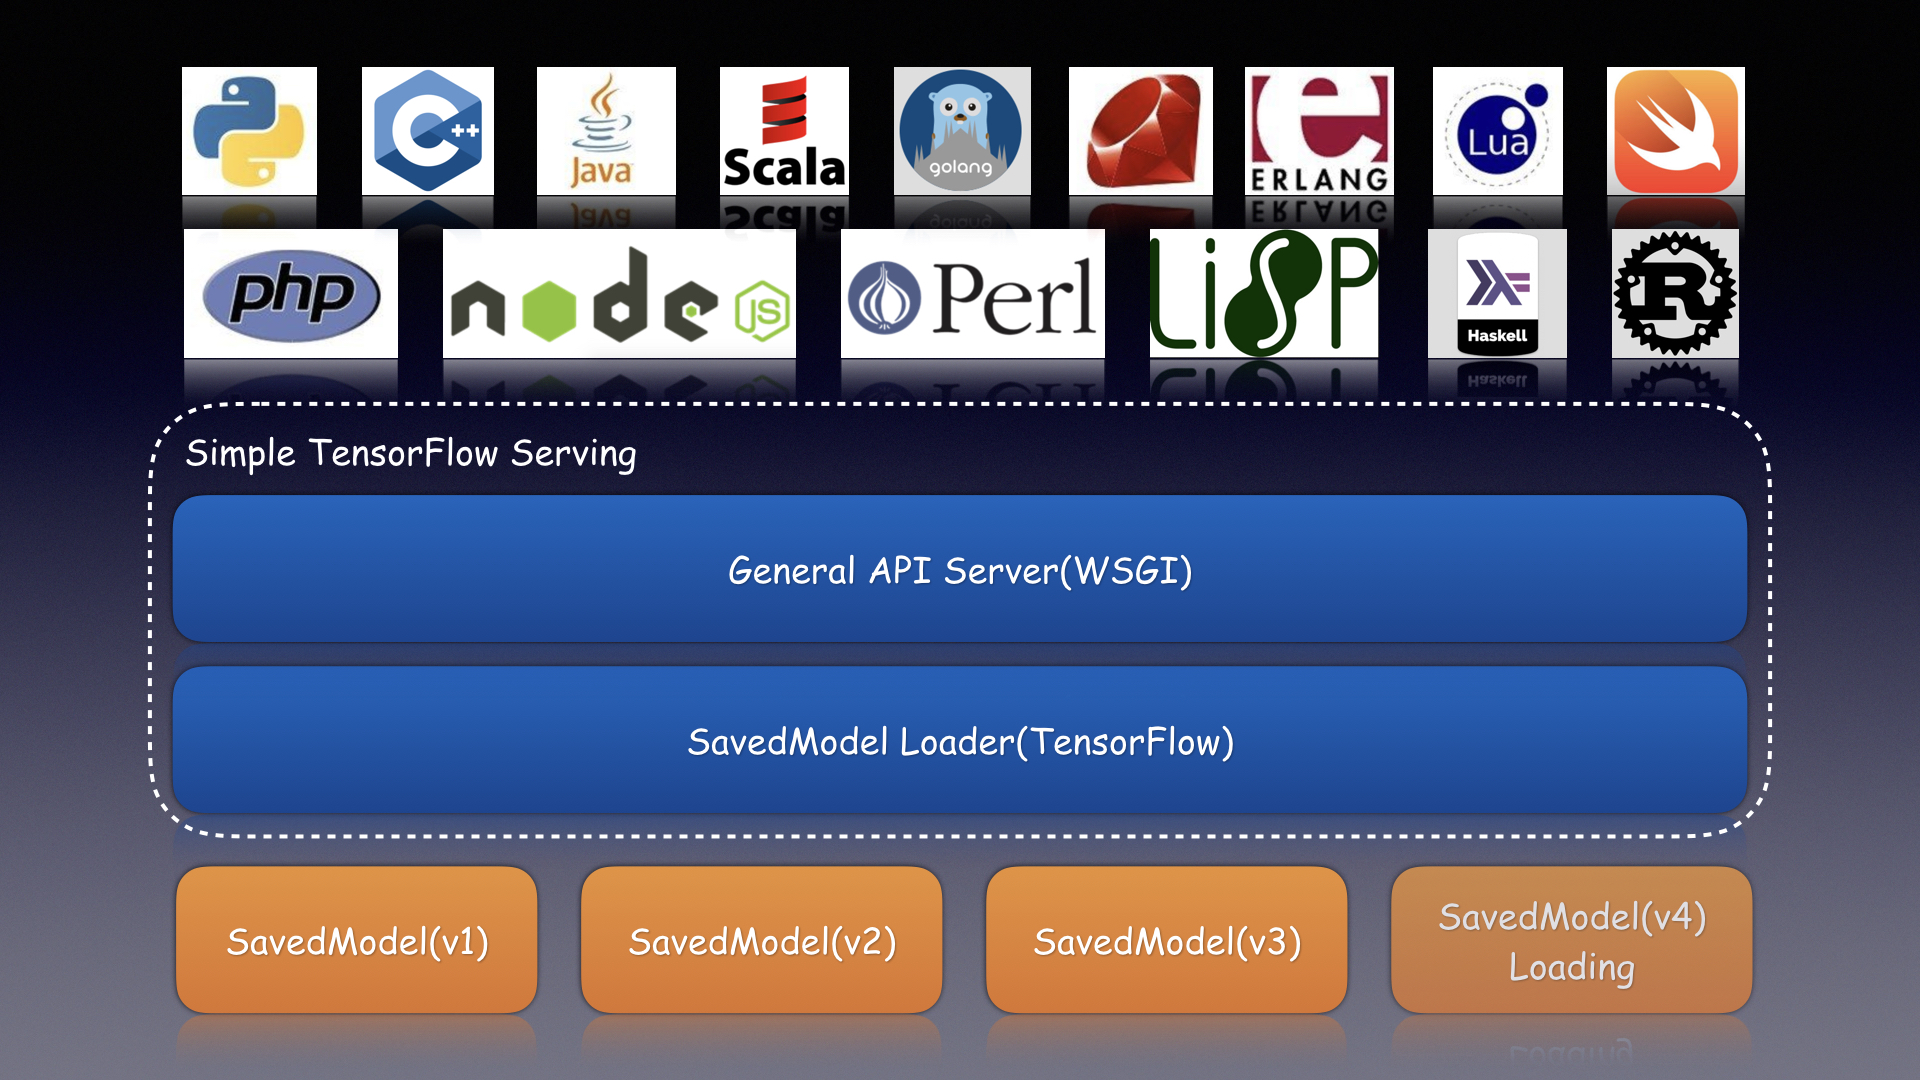 ++
Java
Scala
golang
ERLANG
Lua
php
node
JS
Perl
LiSP
Haskell
R
Simple TensorFlow Serving
General API Server(WSGI)
SavedModel Loader(TensorFlow)
SavedModel(v1)
SavedModel(v2)
SavedModel(v3)
SavedModel(v4)
Loading